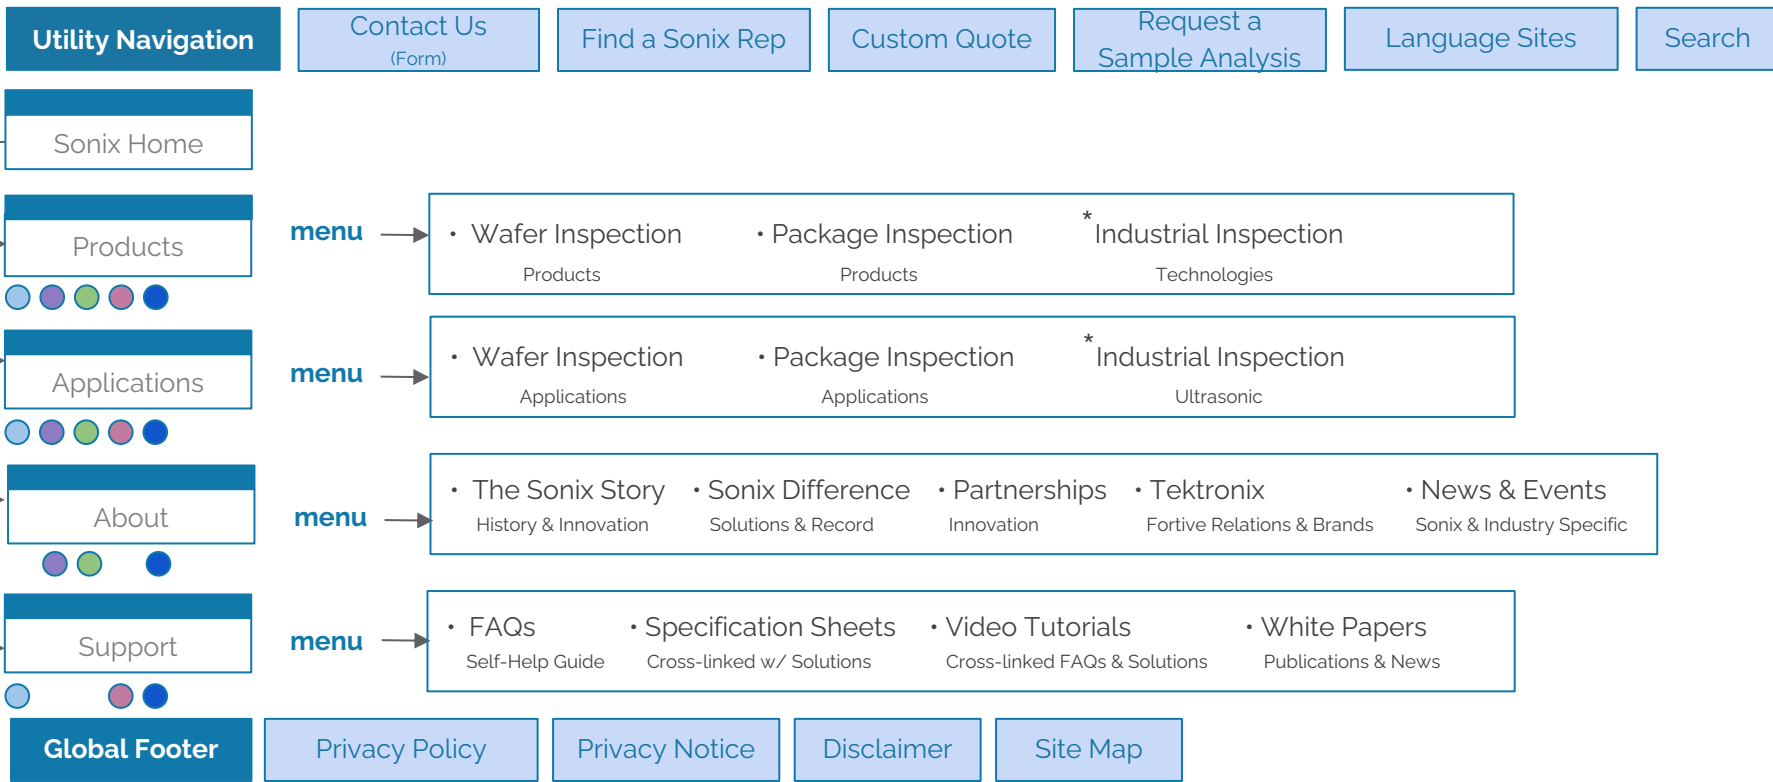 Utility Navigation
Contact Us
(Form)
Find a Sonix Rep
Custom Quote
Request a
Sample Analysis
Language Sites
Search
Sonix Home
Products
menu
· Wafer Inspection
Products
· Package Inspection
Products
* Industrial Inspection
Technologies
Applications
menu
· Wafer Inspection
Applications
· Package Inspection
Applications
* Industrial Inspection
Ultrasonic
About
menu
· The Sonix Story
History & Innovation
· Sonix Difference
Solutions & Record
· Partnerships
Innovation
· Tektronix
Fortive Relations & Brands
· News & Events
Sonix & Industry Specific
Support
menu
· FAQs
Self-Help Guide
· Specification Sheets
Cross-linked w/ Solutions
· Video Tutorials
Cross-linked FAQs & Solutions
· White Papers
Publications & News
Global Footer
Privacy Policy
Privacy Notice
Disclaimer
Site Map